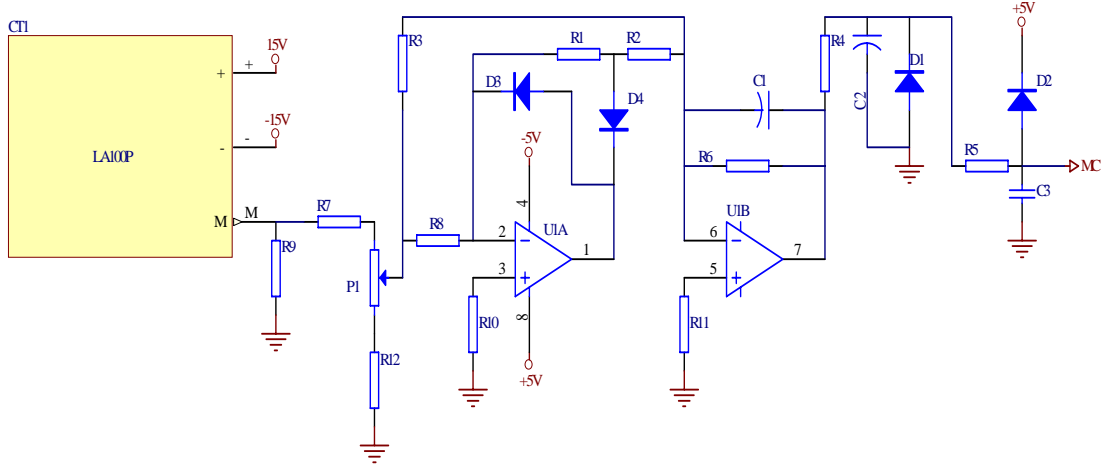 CT1
15V
+
+
-15V
-
-
LA100P
M
M
R7
R9
P1
R12
R3
R8
R1
R2
D3
D4
-5V
4
2
3
U1A
1
8
+5V
R10
C1
R6
U1B
6
5
7
R11
R4
C2
D1
+5V
D2
R5
MC
C3